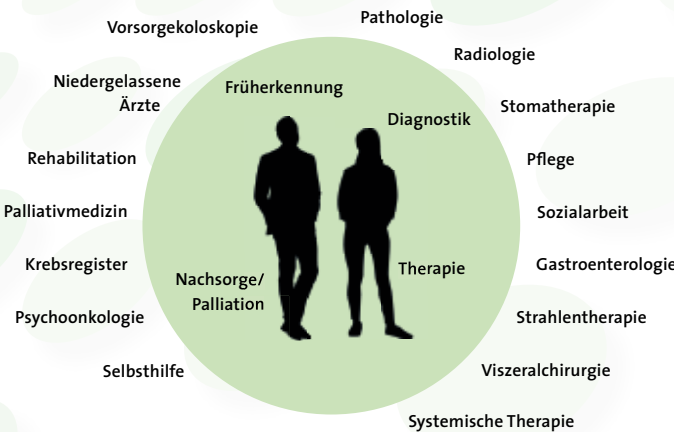 Pathologie
Vorsorgekoloskopie
Radiologie
Niedergelassene
Ärzte
Früherkennung
Stomatherapie
Diagnostik
Rehabilitation
Pflege
Palliativmedizin
Sozialarbeit
Krebsregister
Nachsorge/
Palliation
Therapie
Gastroenterologie
Psychoonkologie
Strahlentherapie
Selbsthilfe
Viszeralchirurgie
Systemische Therapie